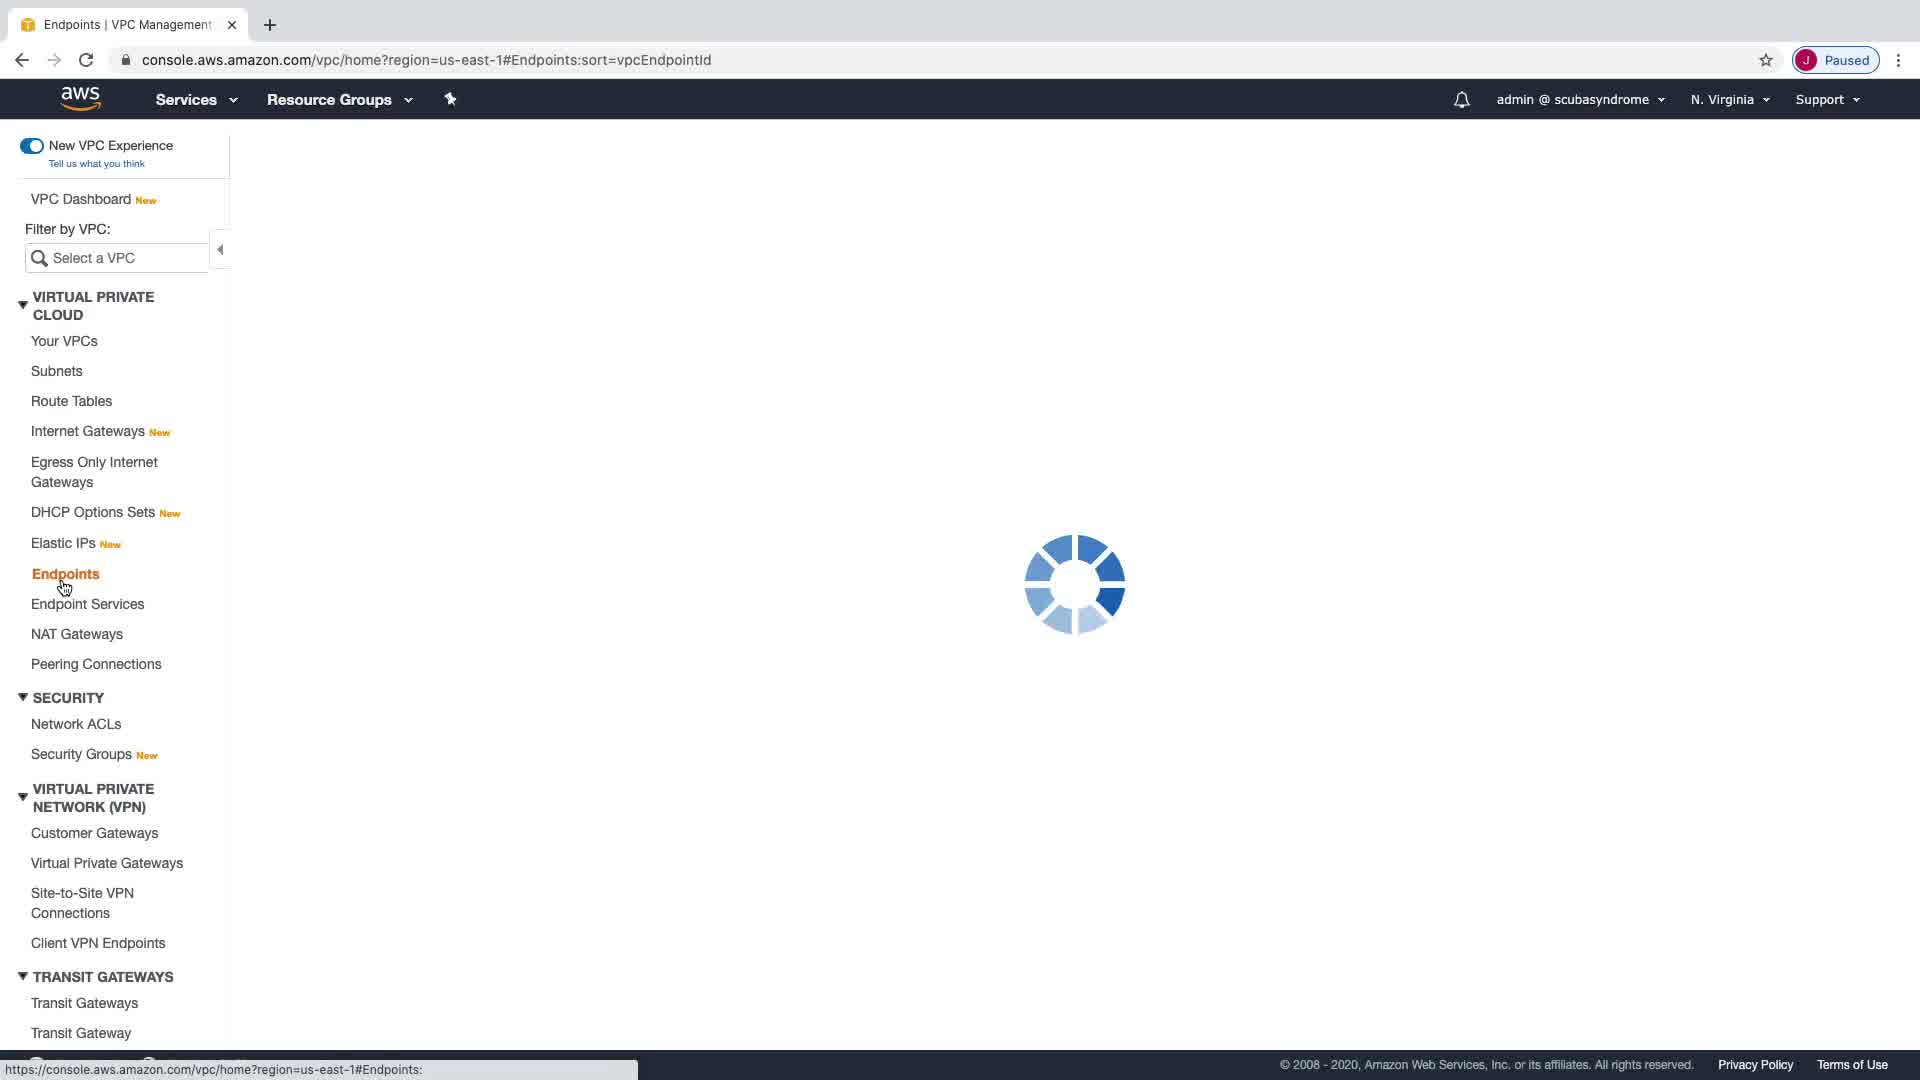 Endpoints | VPC Management
console.aws.amazon.com/vpc/home?region=us-east-1#Endpoints:sort=vpcEndpointId
J
Paused
aws
Services
Resource Groups
admin @ scubasyndrome
N. Virginia
Support
New VPC Experience
Tell us what you think
VPC Dashboard New
Filter by VPC:
Select a VPC
VIRTUAL PRIVATE
CLOUD
Your VPCs
Subnets
Route Tables
Internet Gateways New
Egress Only Internet
Gateways
DHCP Options Sets New
Elastic IPs New
Endpoints
Endpoint Services
NAT Gateways
Peering Connections
SECURITY
Network ACLs
Security Groups New
VIRTUAL PRIVATE
NETWORK (VPN)
Customer Gateways
Virtual Private Gateways
Site-to-Site VPN
Connections
Client VPN Endpoints
TRANSIT GATEWAYS
Transit Gateways
Transit Gateway
https://console.aws.amazon.com/vpc/home?region=us-east-1#Endpoints:
© 2008 - 2020, Amazon Web Services, Inc. or its affiliates. All rights reserved.
Privacy Policy
Terms of Use